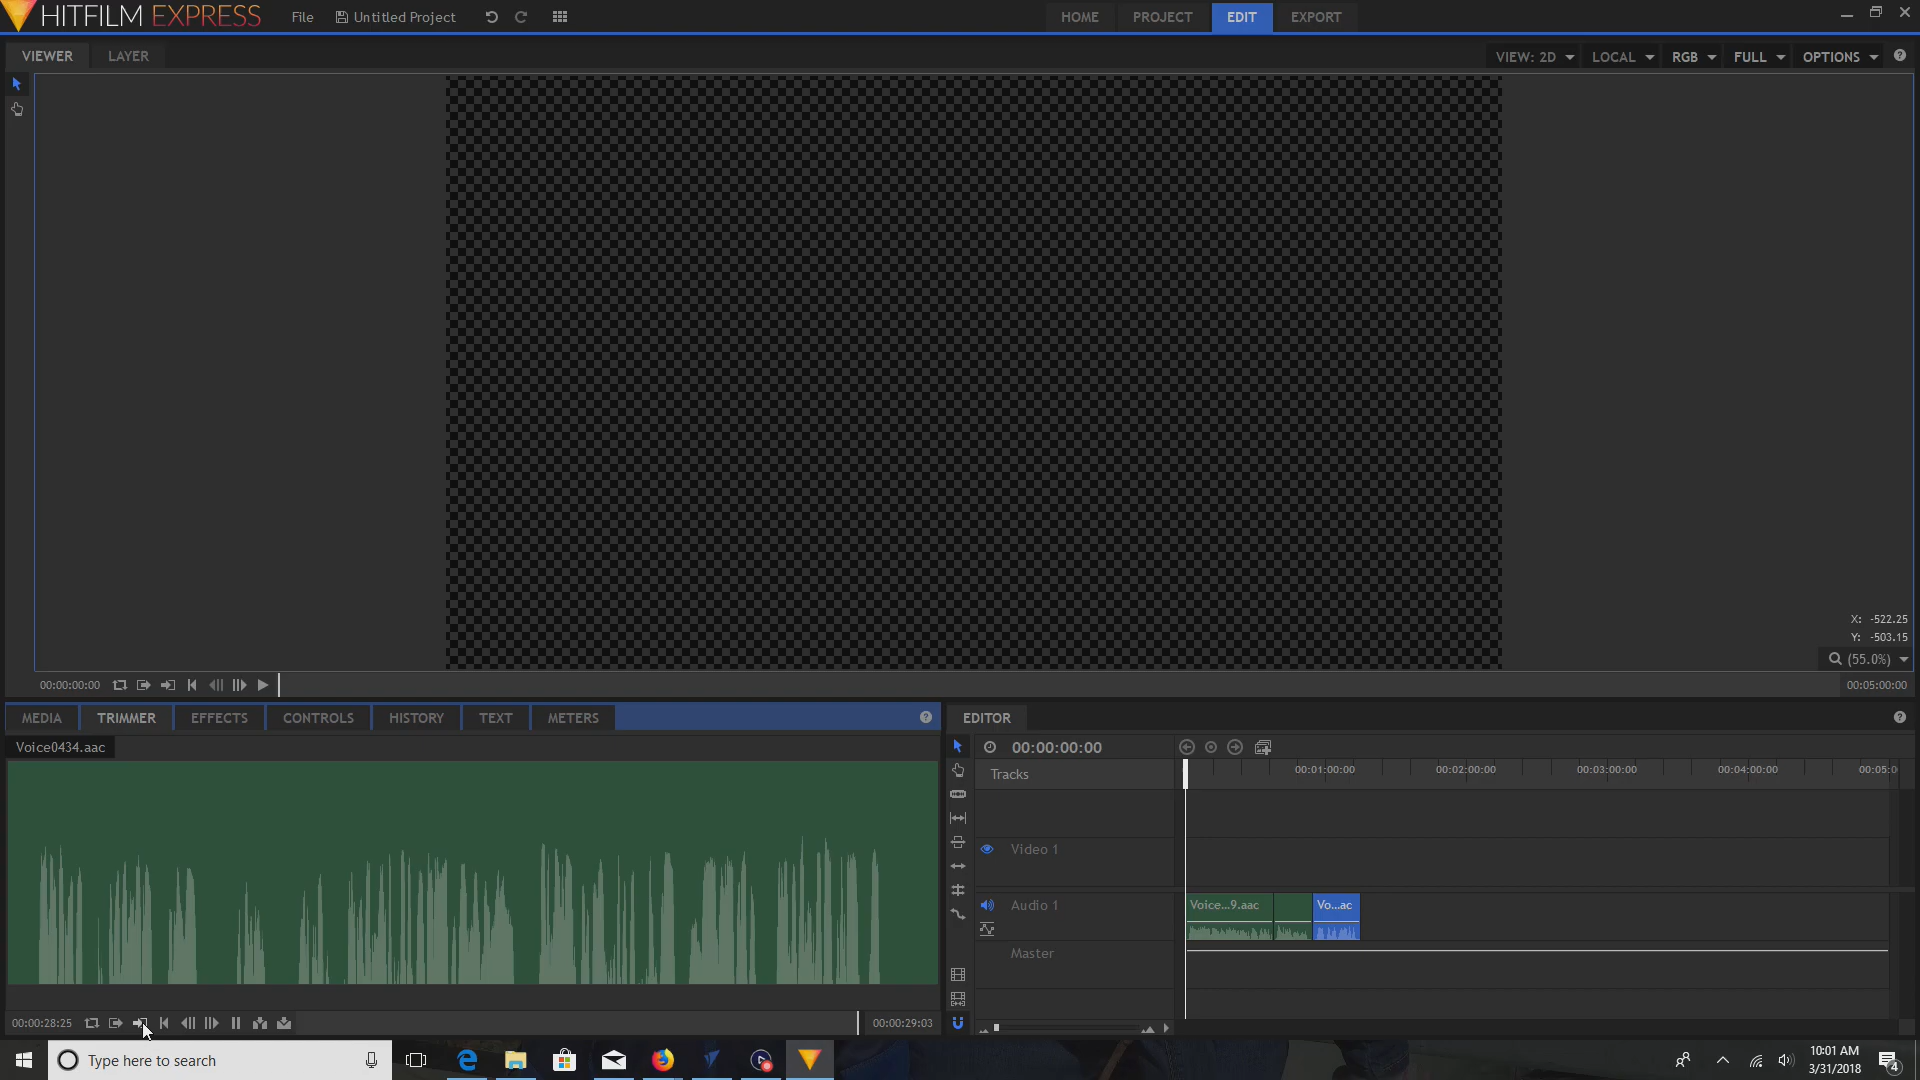 HITFILM EXPRESS
File
Untitled Project
HOME
PROJECT
EDIT
EXPORT
VIEWER
LAYER
VIEW: 2D
LOCAL
RGB
FULL
OPTIONS
X: -522.25
Y: -503.15
(55.0%)
00:00:00:00
00:05:00:00
MEDIA
TRIMMER
EFFECTS
CONTROLS
HISTORY
TEXT
METERS
EDITOR
Voice0434.aac
00:00:00:00
Tracks
00:01:00:00
00:02:00:00
00:03:00:00
00:04:00:00
00:05:0
Video 1
Audio 1
Voice...9.aac
Vo...ac
Master
00:00:28:25
00:00:29:03
Type here to search
10:01 AM
3/31/2018
4